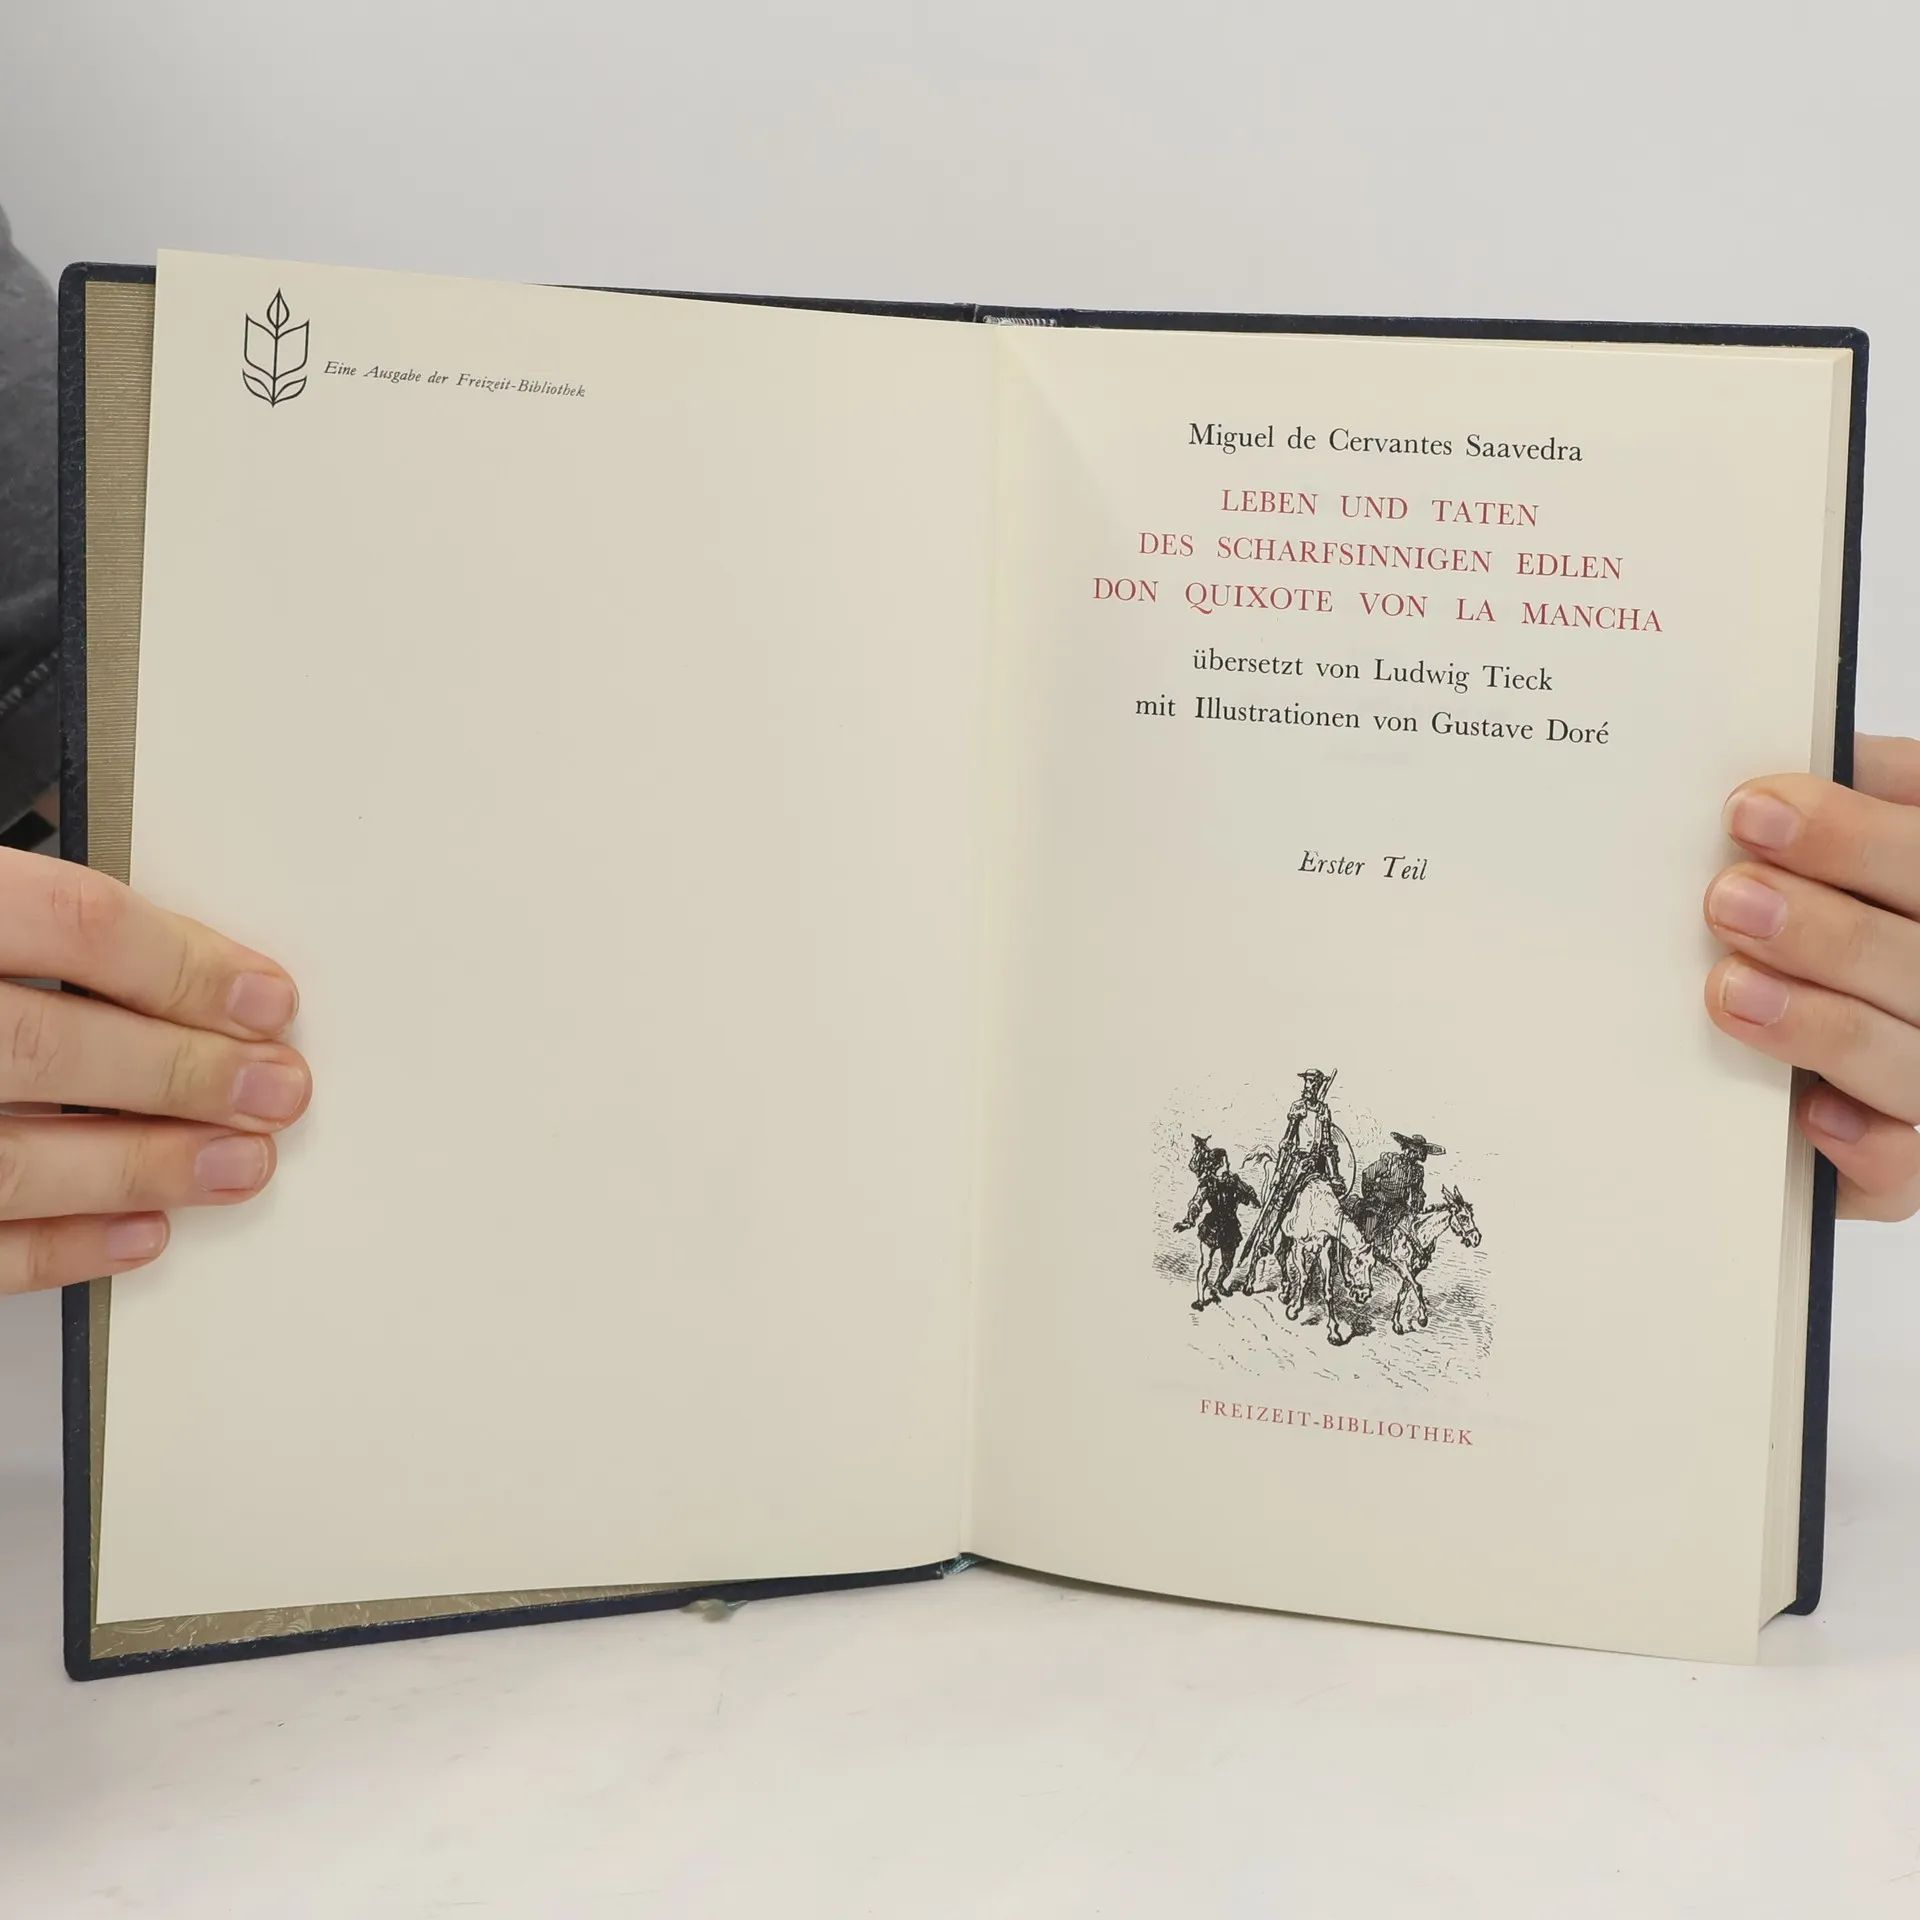 Eine Ausgabe der Freizeit-Bibliothek
Miguel de Cervantes Saavedra
LEBEN UND TATEN
DES SCHARFSINNIGEN EDLEN
DON QUIXOTE VON LA MANCHA
übersetzt von Ludwig Tieck
mit Illustrationen von Gustave Doré
Erster Teil
FREIZEIT-BIBLIOTHEK